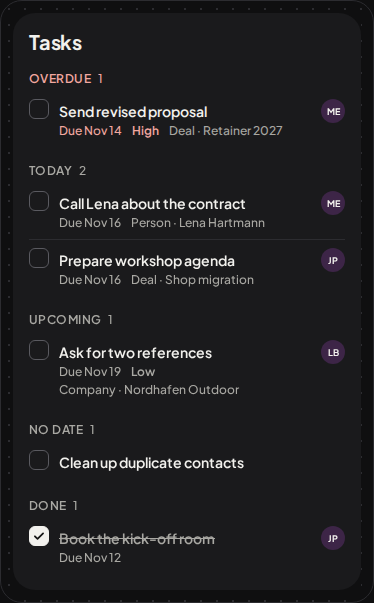 Tasks
OVERDUE 1
Send revised proposal ME
Due Nov 14 High Deal · Retainer 2027
TODAY 2
Call Lena about the contract ME
Due Nov 16 Person · Lena Hartmann
Prepare workshop agenda JP
Due Nov 16 Deal · Shop migration
UPCOMING 1
Ask for two references LB
Due Nov 19 Low
Company · Nordhafen Outdoor
NO DATE 1
Clean up duplicate contacts
DONE 1
Book the kick-off room JP
Due Nov 12